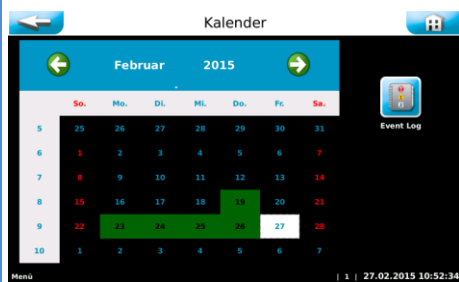 Kalender
Februar 2015
So. Mo. Di. Mi. Do. Fr. Sa.
5 25 26 27 28 29 30 31
6 1 2 3 4 5 6 7
7 8 9 10 11 12 13 14
8 15 16 17 18 19 20 21
9 22 23 24 25 26 27 28
10 1 2 3 4 5 6 7
Event Log
Menü | 1 | 27.02.2015 10:52:34